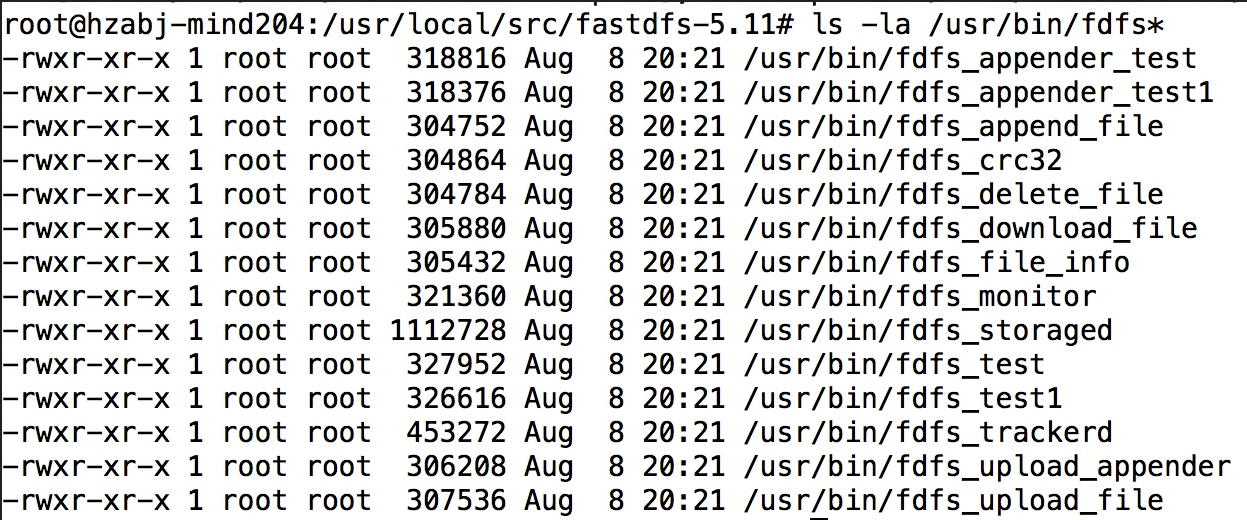 root@hzabj-mind204:/usr/local/src/fastdfs-5.11# ls -la /usr/bin/fdfs*
-rwxr-xr-x 1 root root  318816 Aug  8 20:21 /usr/bin/fdfs_appender_test
-rwxr-xr-x 1 root root  318376 Aug  8 20:21 /usr/bin/fdfs_appender_test1
-rwxr-xr-x 1 root root  304752 Aug  8 20:21 /usr/bin/fdfs_append_file
-rwxr-xr-x 1 root root  304864 Aug  8 20:21 /usr/bin/fdfs_crc32
-rwxr-xr-x 1 root root  304784 Aug  8 20:21 /usr/bin/fdfs_delete_file
-rwxr-xr-x 1 root root  305880 Aug  8 20:21 /usr/bin/fdfs_download_file
-rwxr-xr-x 1 root root  305432 Aug  8 20:21 /usr/bin/fdfs_file_info
-rwxr-xr-x 1 root root  321360 Aug  8 20:21 /usr/bin/fdfs_monitor
-rwxr-xr-x 1 root root 1112728 Aug  8 20:21 /usr/bin/fdfs_storaged
-rwxr-xr-x 1 root root  327952 Aug  8 20:21 /usr/bin/fdfs_test
-rwxr-xr-x 1 root root  326616 Aug  8 20:21 /usr/bin/fdfs_test1
-rwxr-xr-x 1 root root  453272 Aug  8 20:21 /usr/bin/fdfs_trackerd
-rwxr-xr-x 1 root root  306208 Aug  8 20:21 /usr/bin/fdfs_upload_appender
-rwxr-xr-x 1 root root  307536 Aug  8 20:21 /usr/bin/fdfs_upload_file